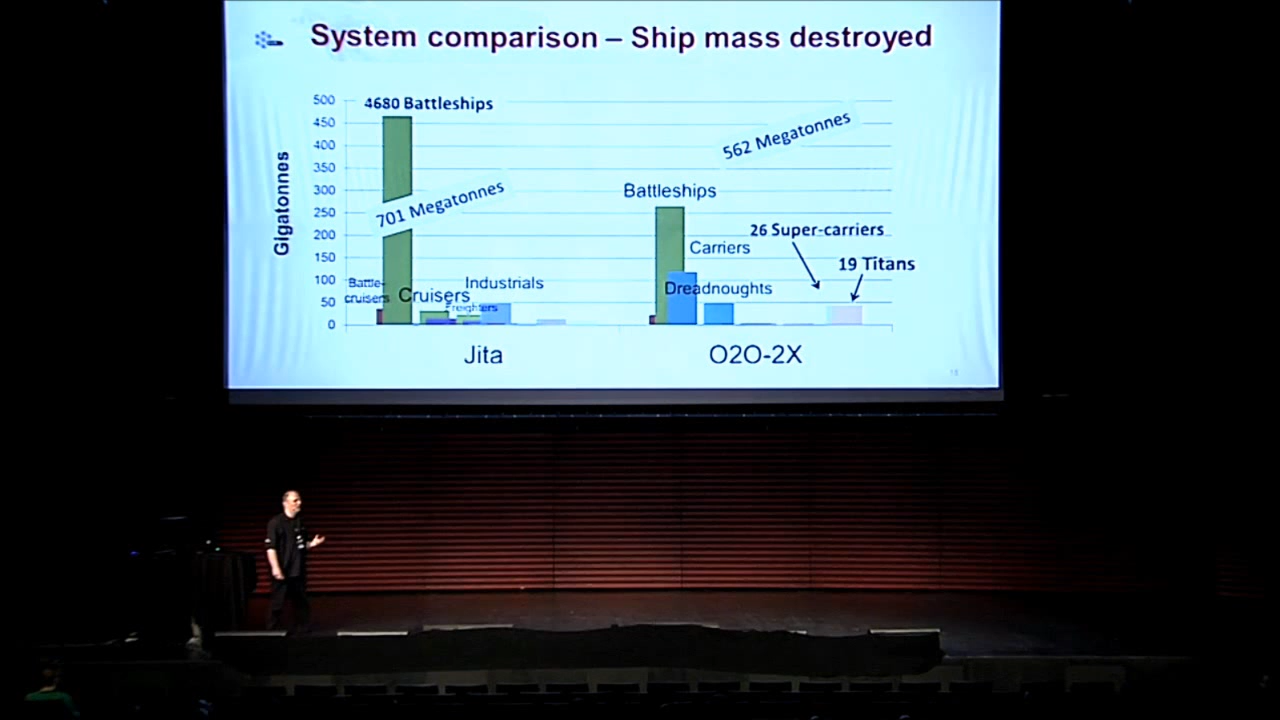 System comparison – Ship mass destroyed
Gigatonnes
500
450
400
350
300
250
200
150
100
50
0
4680 Battleships
701 Megatonnes
Battle-
cruisers
Cruisers
Freighters
Industrials
Jita
562 Megatonnes
Battleships
Carriers
Dreadnoughts
26 Super-carriers
19 Titans
O2O-2X